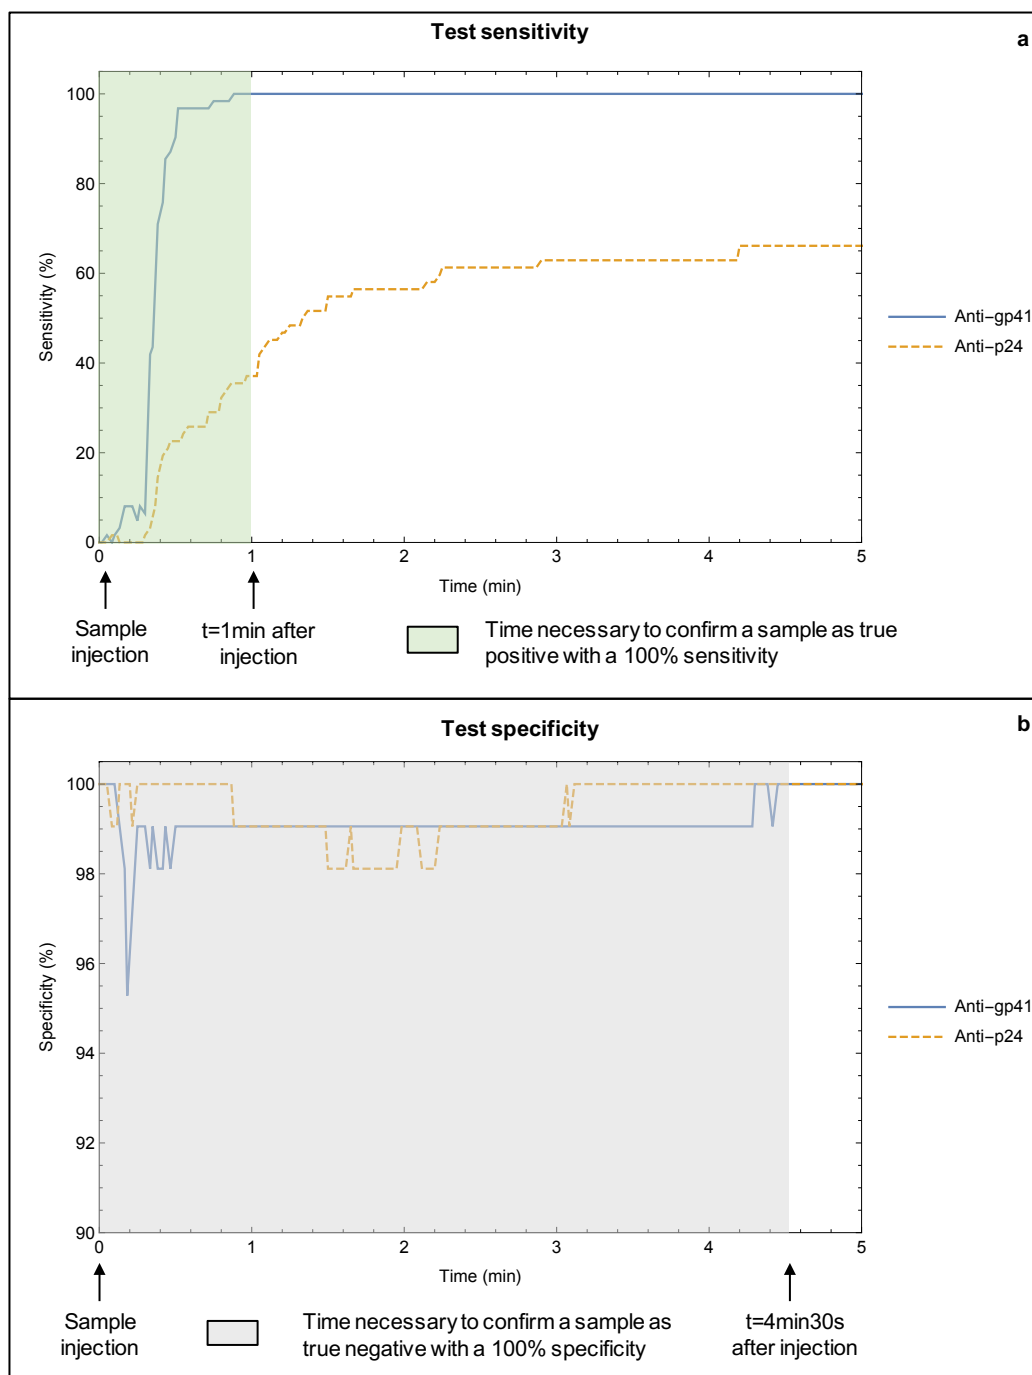 Test sensitivity
a
100
80
60
40
20
0
Sensitivity (%)
0 1 2 3 4 5
Time (min)
Anti-gp41
Anti-p24
Sample
injection
t=1min after
injection
Time necessary to confirm a sample as true
positive with a 100% sensitivity
Test specificity
b
100
98
96
94
92
90
Specificity (%)
0 1 2 3 4 5
Time (min)
Anti-gp41
Anti-p24
Sample
injection
Time necessary to confirm a sample as
true negative with a 100% specificity
t=4min30s
after injection